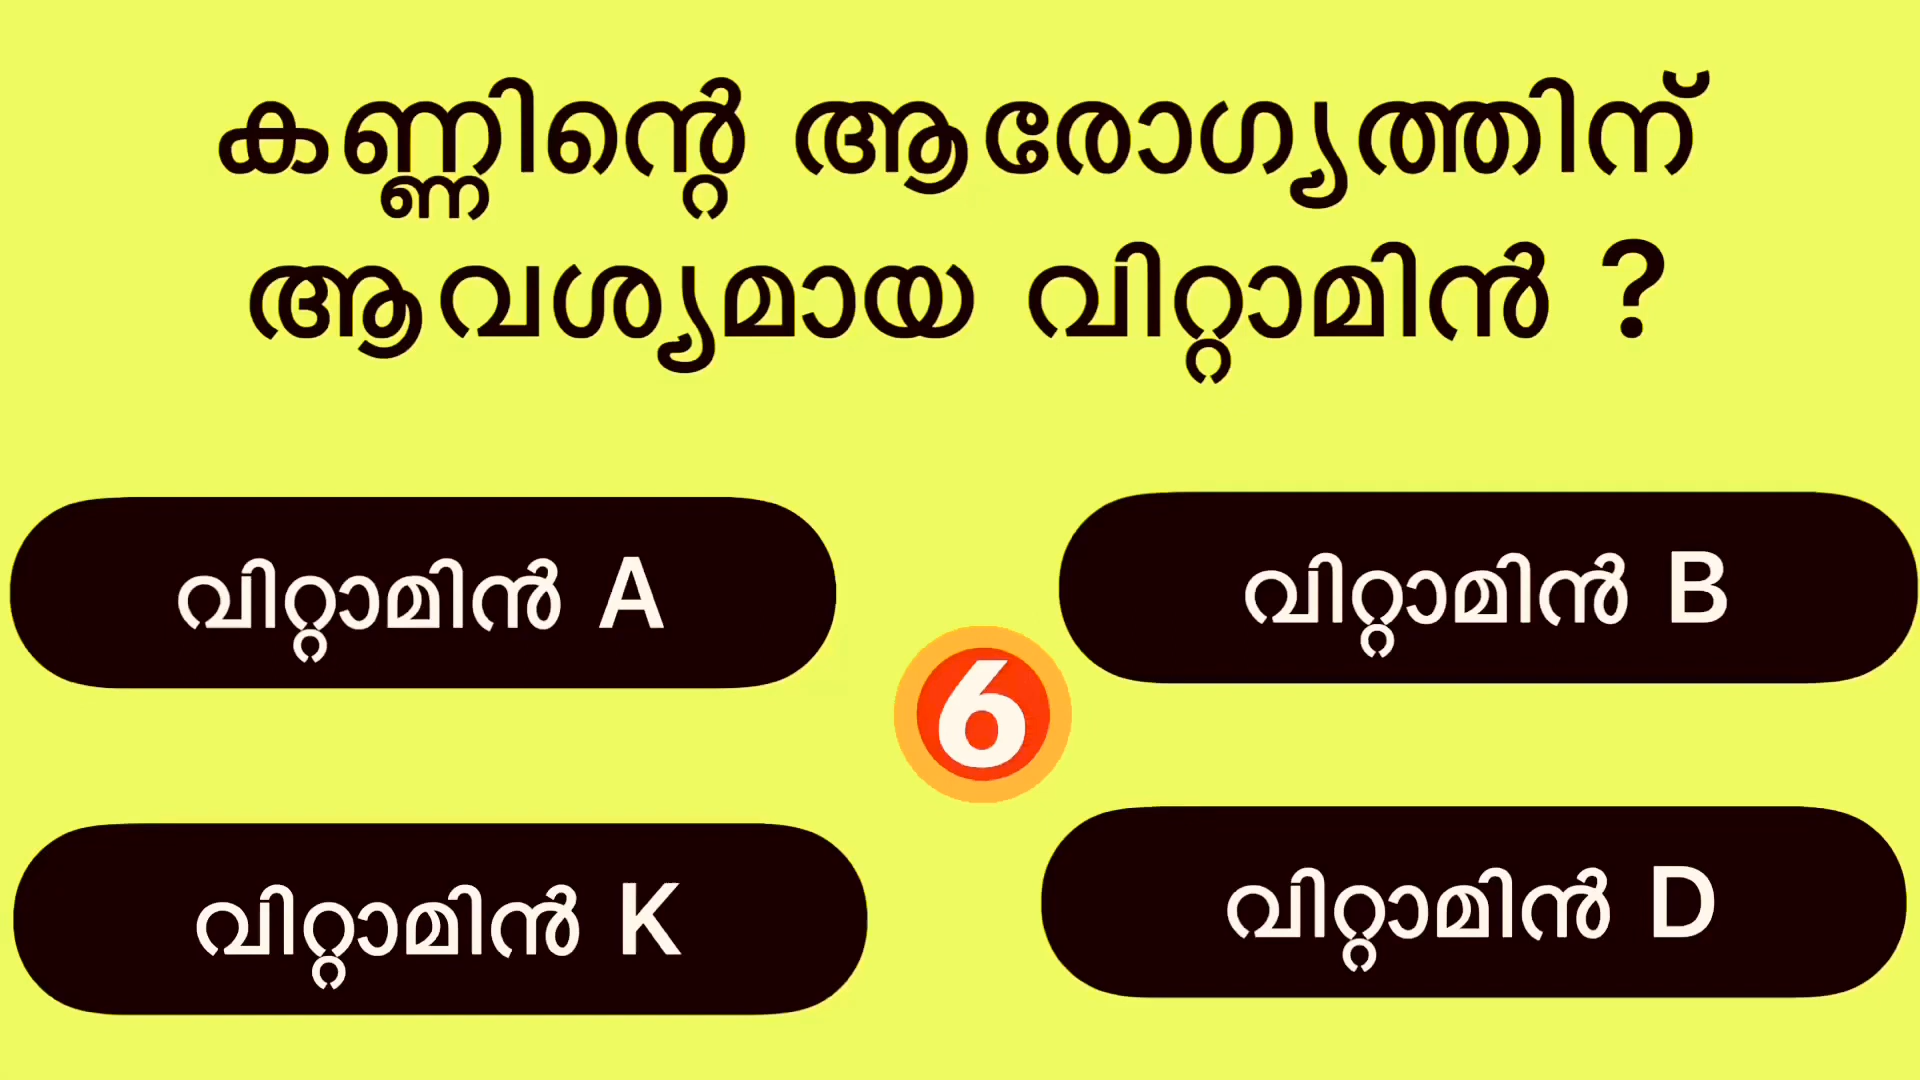 കണ്ണിന്റെ ആരോഗ്യത്തിന്
ആവശ്യമായ വിറ്റാമിൻ ?
വിറ്റാമിൻ A
വിറ്റാമിൻ B
6
വിറ്റാമിൻ K
വിറ്റാമിൻ D